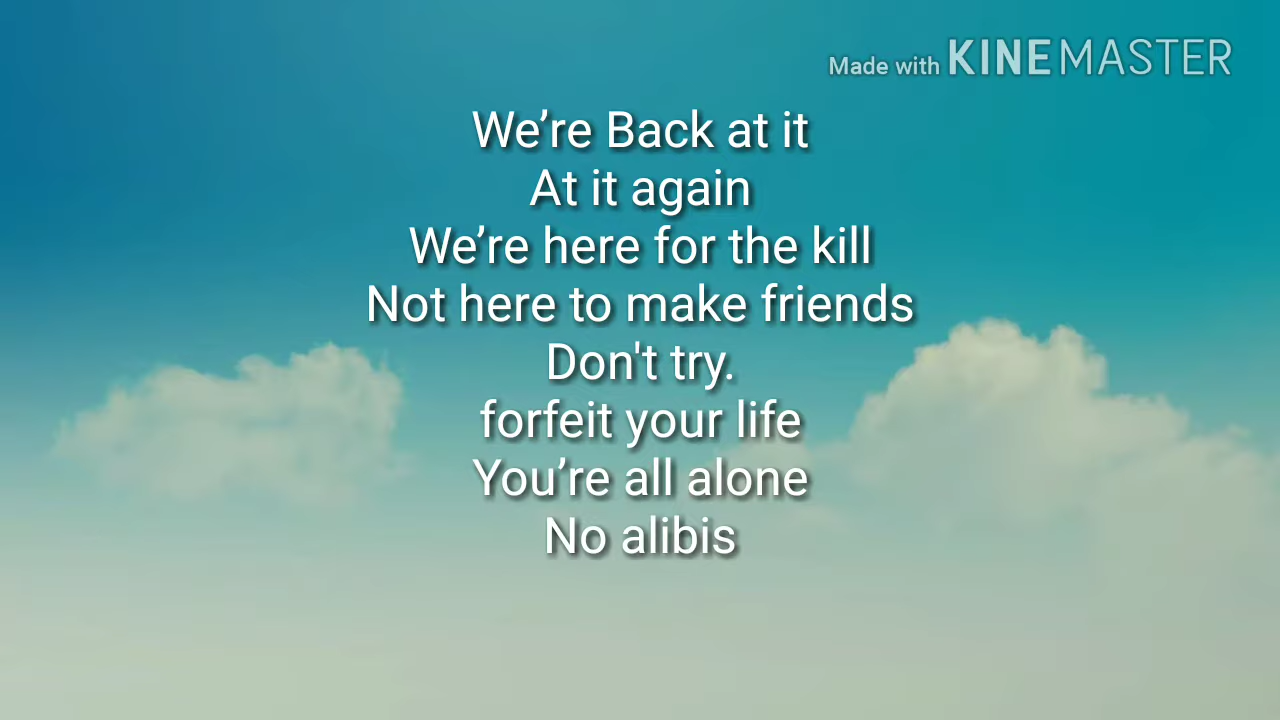 Made with KINEMASTER
We’re Back at it
At it again
We’re here for the kill
Not here to make friends
Don't try.
forfeit your life
You’re all alone
No alibis